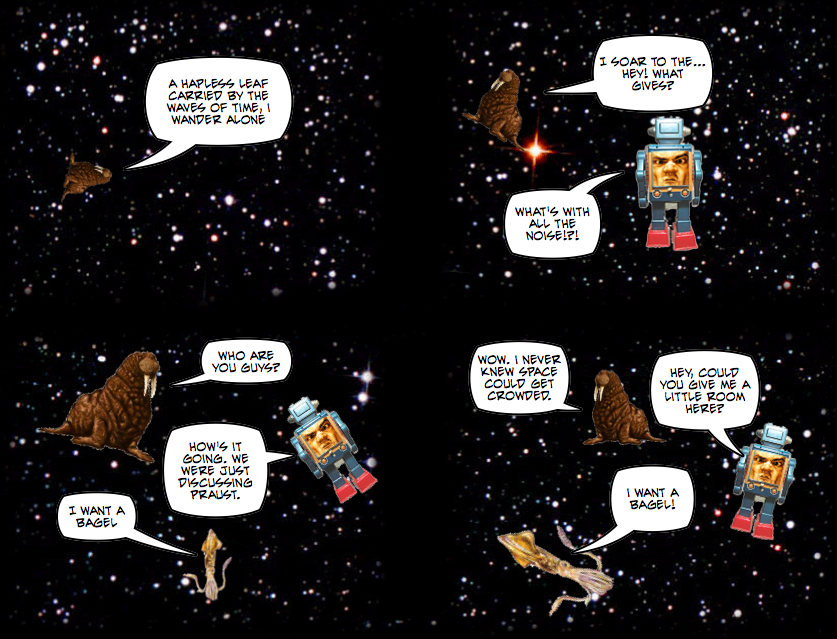 A HAPLESS LEAF
CARRIED BY THE
WAVES OF TIME, I
WANDER ALONE
I SOAR TO THE...
HEY! WHAT
GIVES?
WHAT'S WITH
ALL THE
NOISE!?!
WHO ARE
YOU GUYS?
HOW'S IT
GOING. WE
WERE JUST
DISCUSSING
PRAUST.
I WANT A
BAGEL
WOW. I NEVER
KNEW SPACE
COULD GET
CROWDED.
HEY, COULD
YOU GIVE ME A
LITTLE ROOM
HERE?
I WANT A
BAGEL!